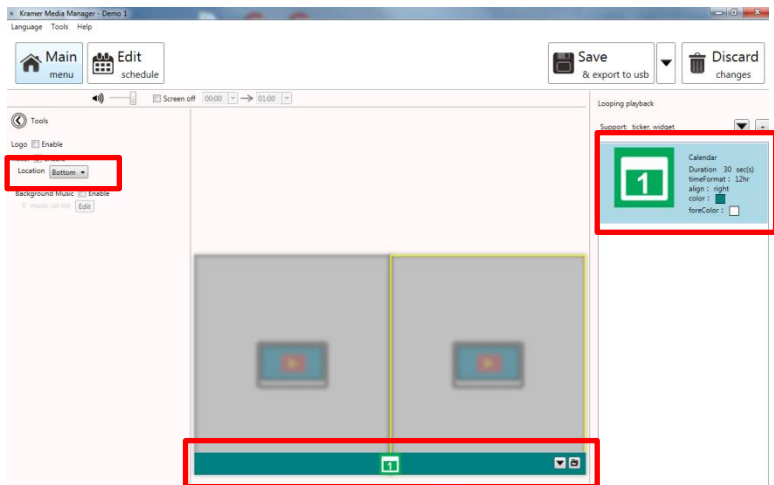 Kramer Media Manager - Demo 1
Language Tools Help
Main
menu
Edit
schedule
Save
& export to usb
Discard
changes
Screen off 00:00 01:00
Looping playback
Tools
Support: ticker, widget
Logo Enable
Enable
Location Bottom
Background Music Enable
Edit
Calendar
Duration 30 sec(s)
timeFormat : 12hr
align : right
color :
foreColor :
1
1